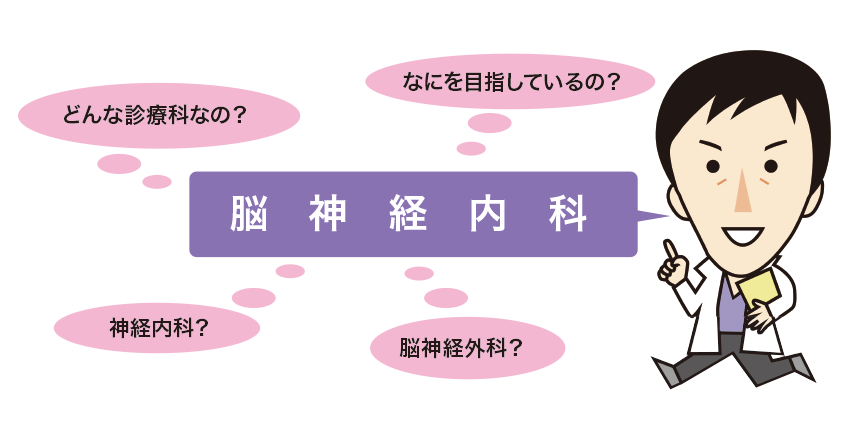 なにを目指しているの？
どんな診療科なの？
脳神経内科
神経内科？
脳神経外科？